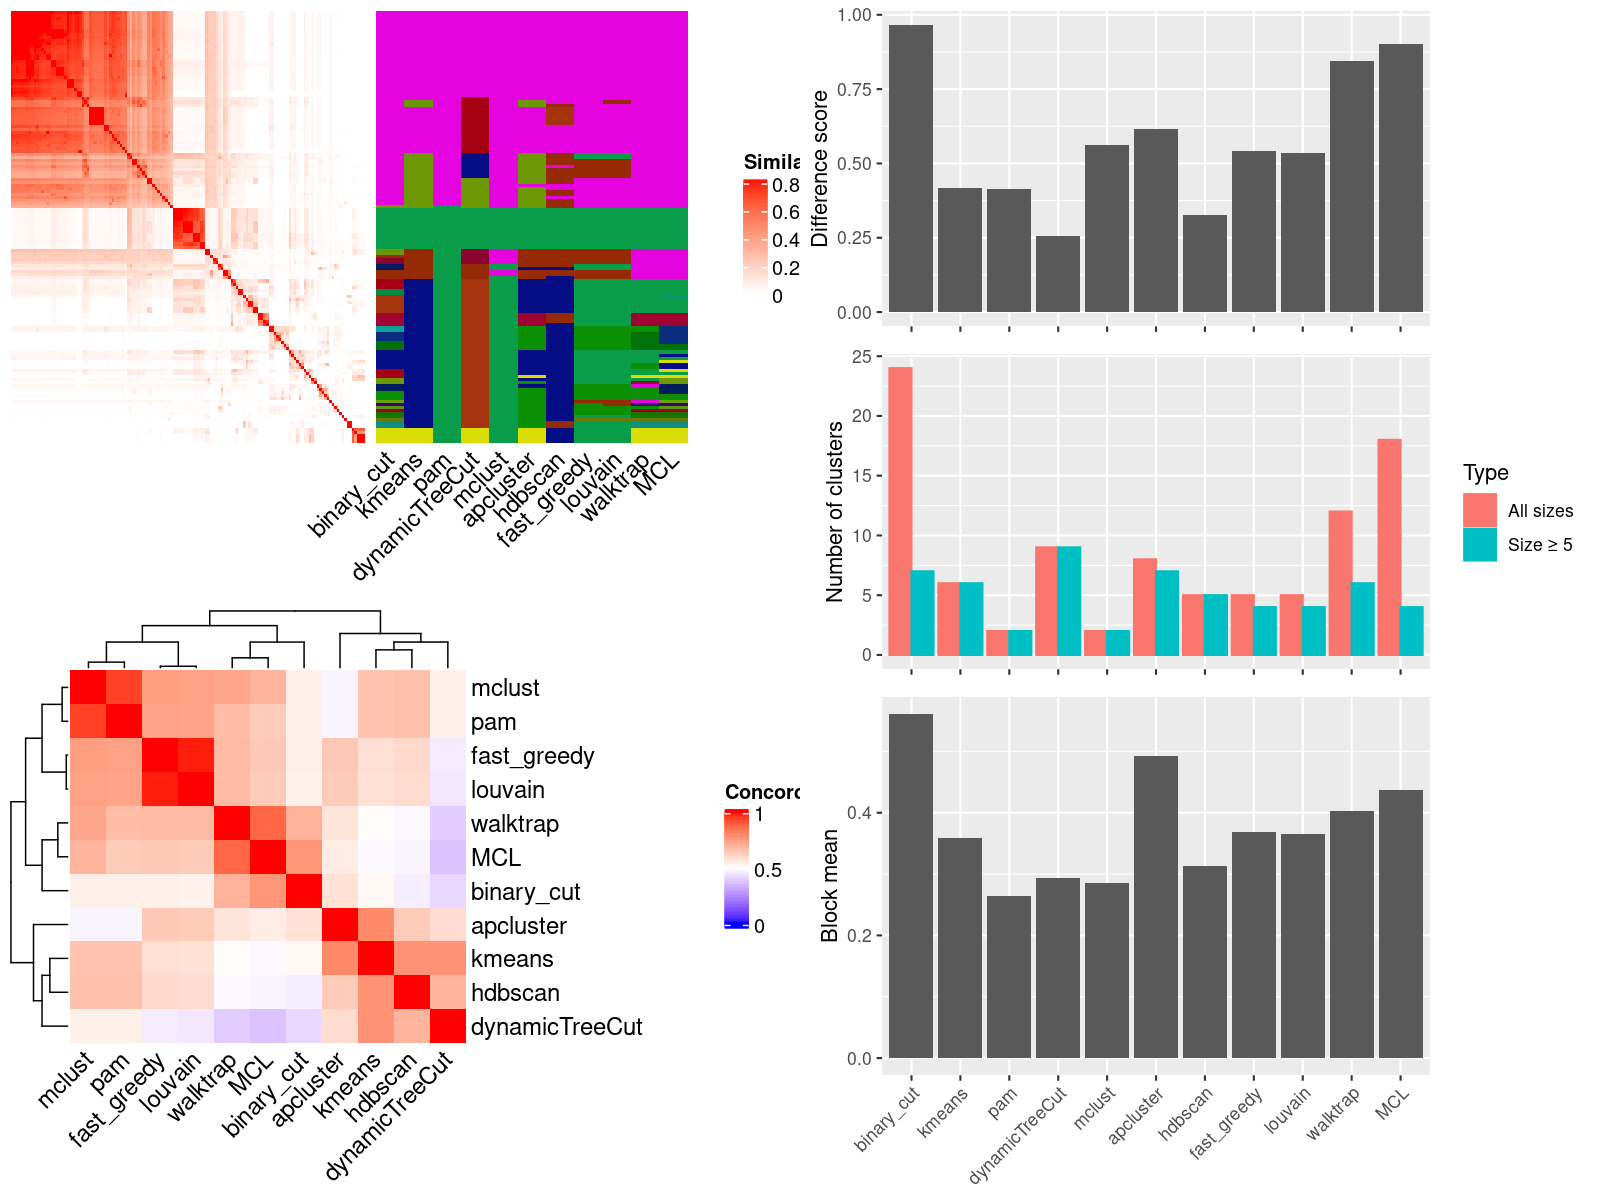 Simila
0.8
0.6
0.4
0.2
0
binary_cut
kmeans
pam
dynamicTreeCut
mclust
apcluster
hdbscan
fast_greedy
louvain
walktrap
MCL
mclust
pam
fast_greedy
louvain
walktrap
MCL
binary_cut
apcluster
kmeans
hdbscan
dynamicTreeCut
mclust
pam
fast_greedy
louvain
walktrap
MCL
binary_cut
apcluster
kmeans
hdbscan
dynamicTreeCut
Concord
1
0.5
0
Difference score
1.00
0.75
0.50
0.25
0.00
Number of clusters
25
20
15
10
5
0
Type
All sizes
Size ≥ 5
Block mean
0.4
0.2
0.0
binary_cut
kmeans
pam
dynamicTreeCut
mclust
apcluster
hdbscan
fast_greedy
louvain
walktrap
MCL